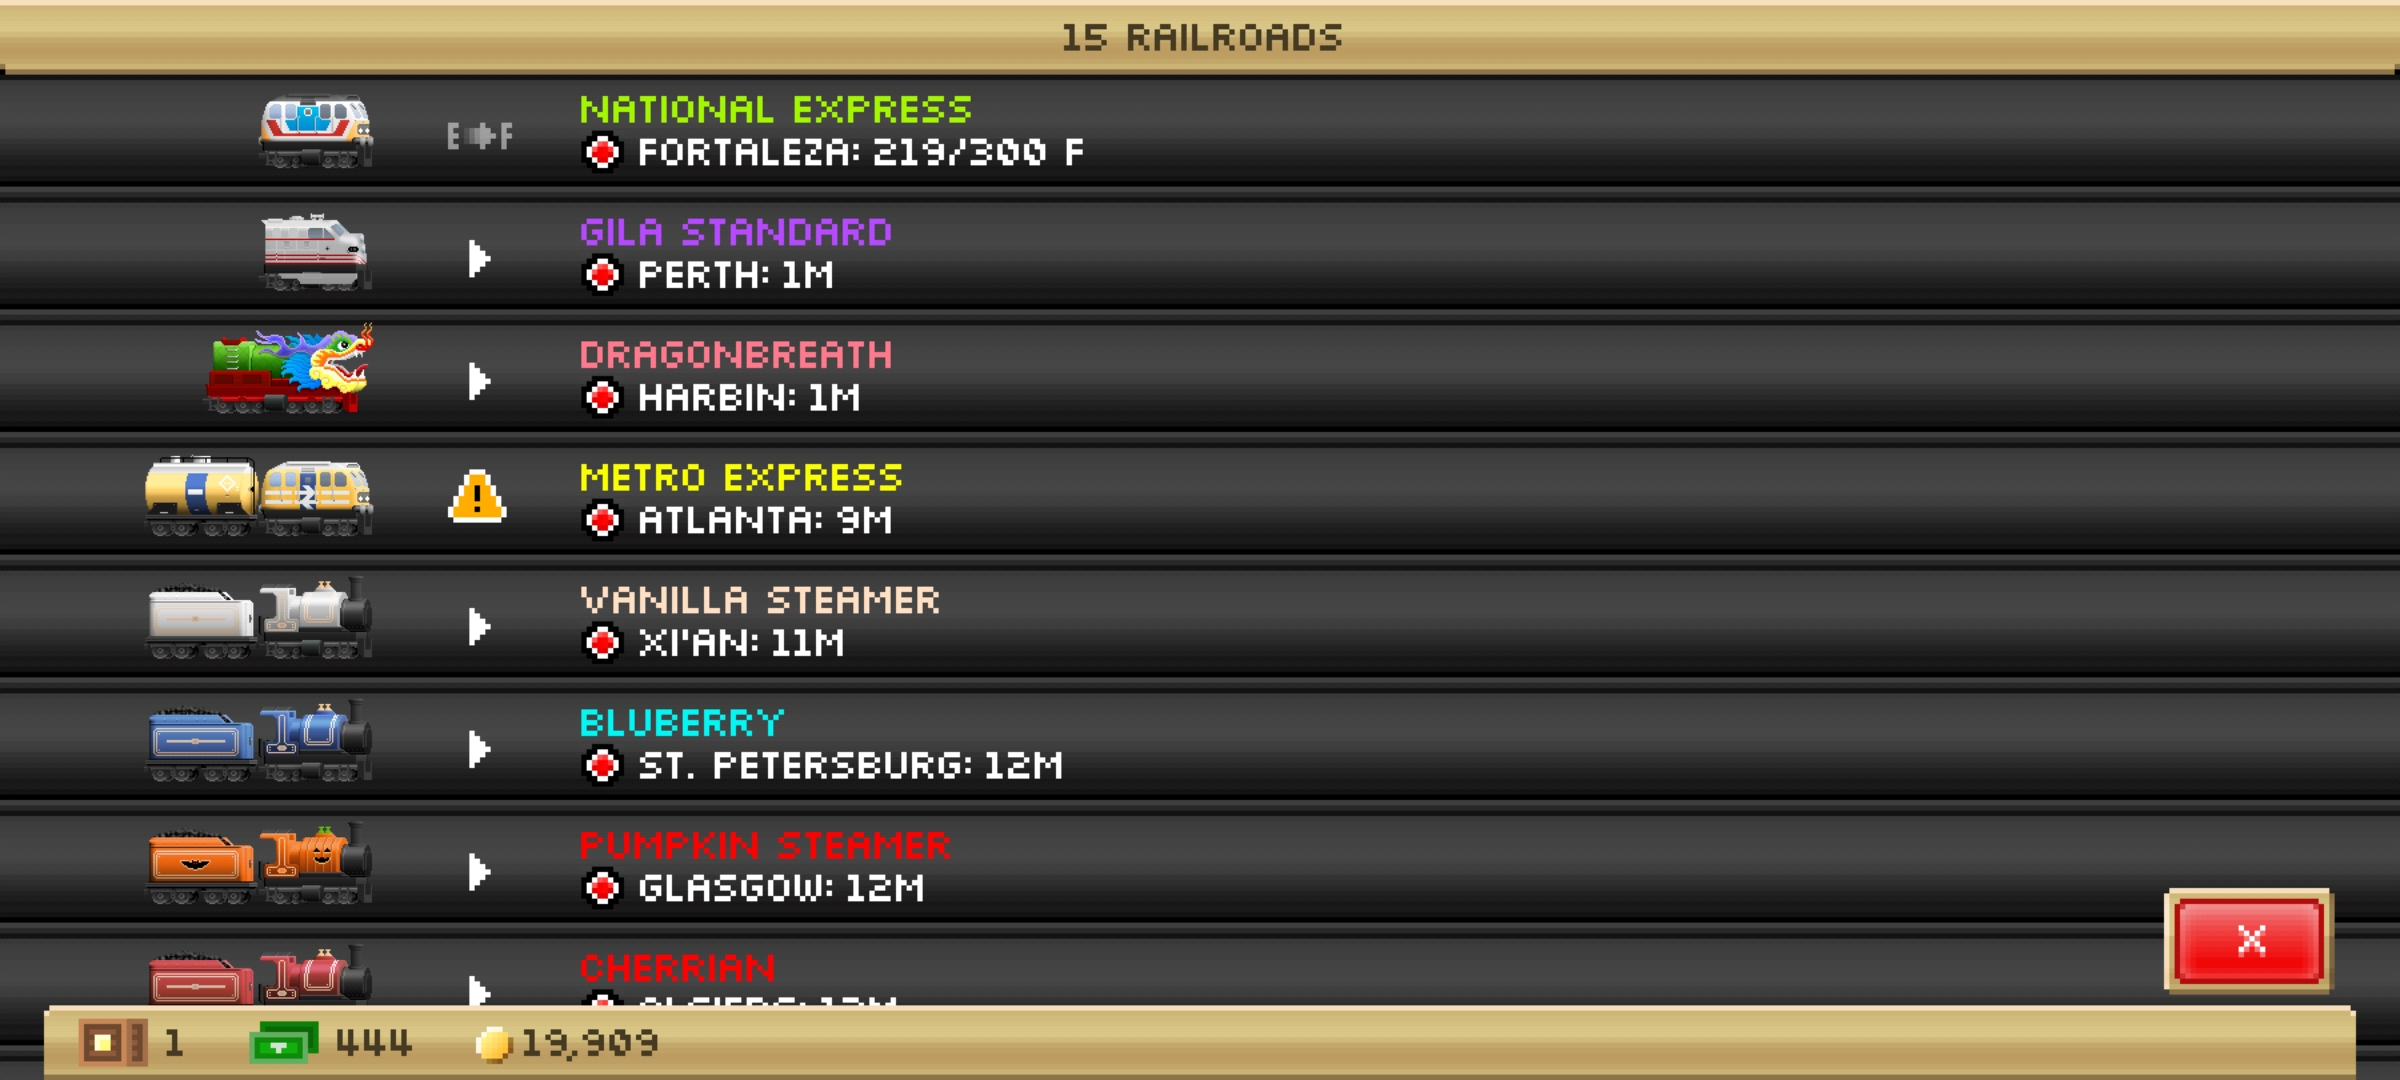 15 RAILROADS
E F
NATIONAL EXPRESS
FORTALEZA: 219/300 F
GILA STANDARD
PERTH: 1M
DRAGONBREATH
HARBIN: 1M
METRO EXPRESS
ATLANTA: 9M
VANILLA STEAMER
XI'AN: 11M
BLUBERRY
ST. PETERSBURG: 12M
PUMPKIN STEAMER
GLASGOW: 12M
CHERRIAN
X
1 444 19,909